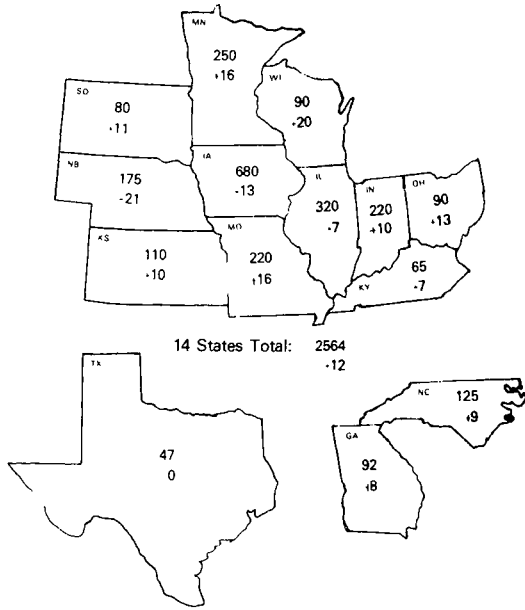 MN
250
+16
WI
90
+20
SD
80
+11
NB
175
-21
IA
680
-13
IL
320
+7
IN
220
+10
OH
90
+13
KS
110
+10
MO
220
+16
KY
65
+7
14 States Total: 2564
+12
TX
47
0
NC
125
+9
GA
92
+8